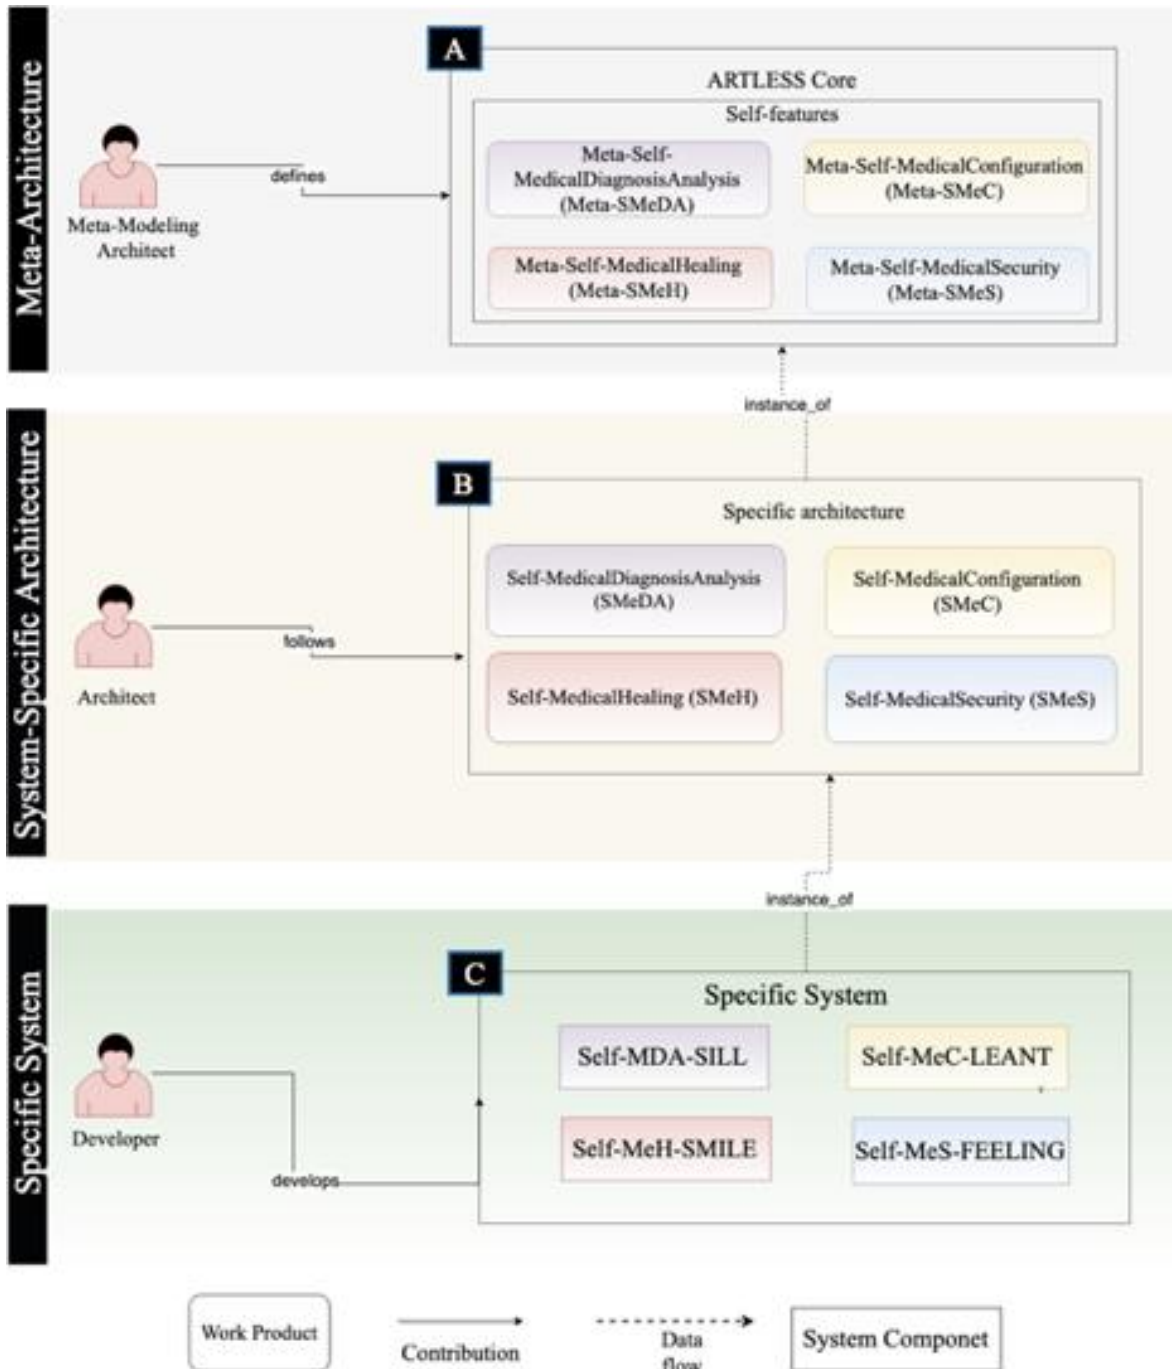 Meta-Architecture
A
ARTLESS Core
Self-features
Meta-Self-
MedicalDiagnosisAnalysis
(Meta-SMeDA)
Meta-Self-MedicalConfiguration
(Meta-SMeC)
defines
Meta-Modeling
Architect
Meta-Self-MedicalHealing
(Meta-SMeH)
Meta-Self-MedicalSecurity
(Meta-SMeS)
instance_of
System-Specific Architecture
B
Specific architecture
Self-MedicalDiagnosisAnalysis
(SMeDA)
Self-MedicalConfiguration
(SMeC)
follows
Architect
Self-MedicalHealing (SMeH)
Self-MedicalSecurity (SMeS)
instance_of
Specific System
C
Specific System
Self-MDA-SILL
Self-MeC-LEANT
Developer
Self-MeH-SMILE
Self-MeS-FEELING
develops
Work Product
Contribution
Data
flow
System Componet